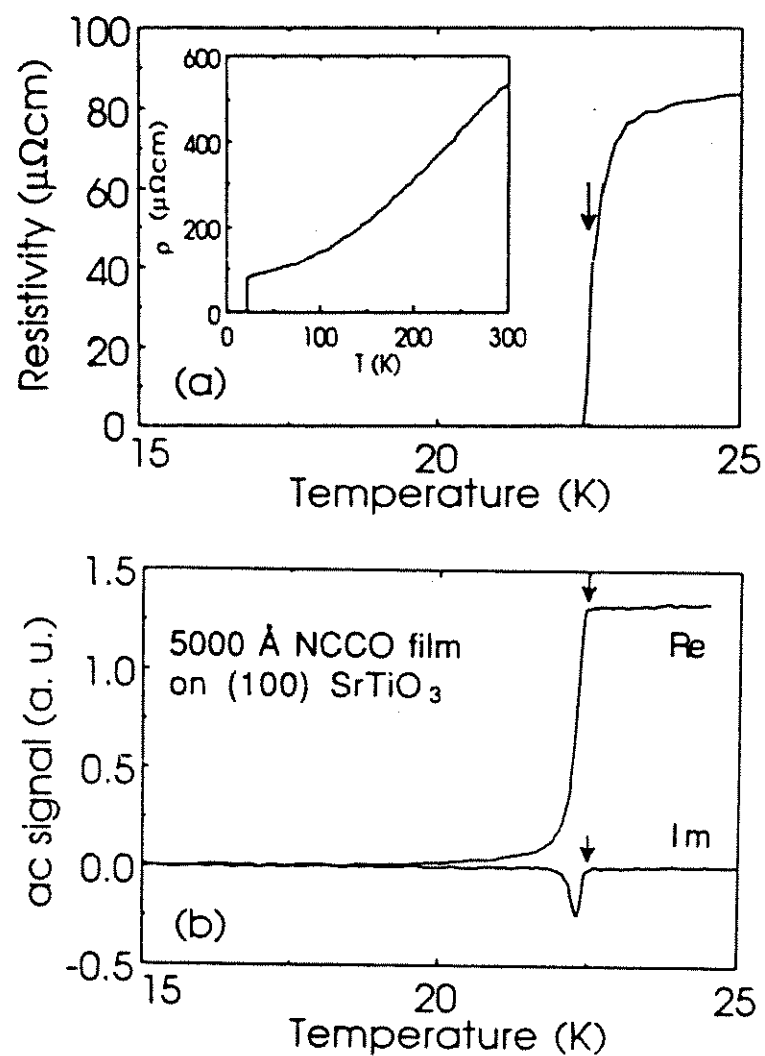 100
80
60
40
20
0
Resistivity (μΩcm)
600
400
200
0
ρ (μΩcm)
0 100 200 300
T (K)
(a)
15 20 25
Temperature (K)
1.5
1.0
0.5
0.0
-0.5
ac signal (a. u.)
5000 Å NCCO film
on (100) SrTiO₃
Re
Im
(b)
15 20 25
Temperature (K)